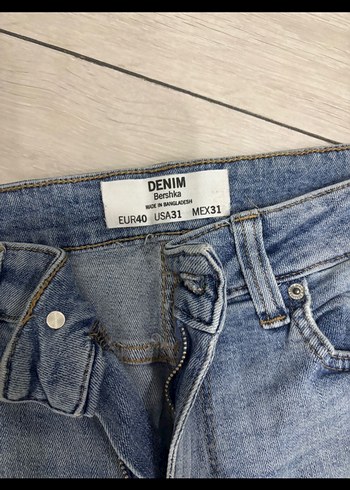 DENIM
Bershka
MADE IN BANGLADESH
EUR40 USA31 MEX31